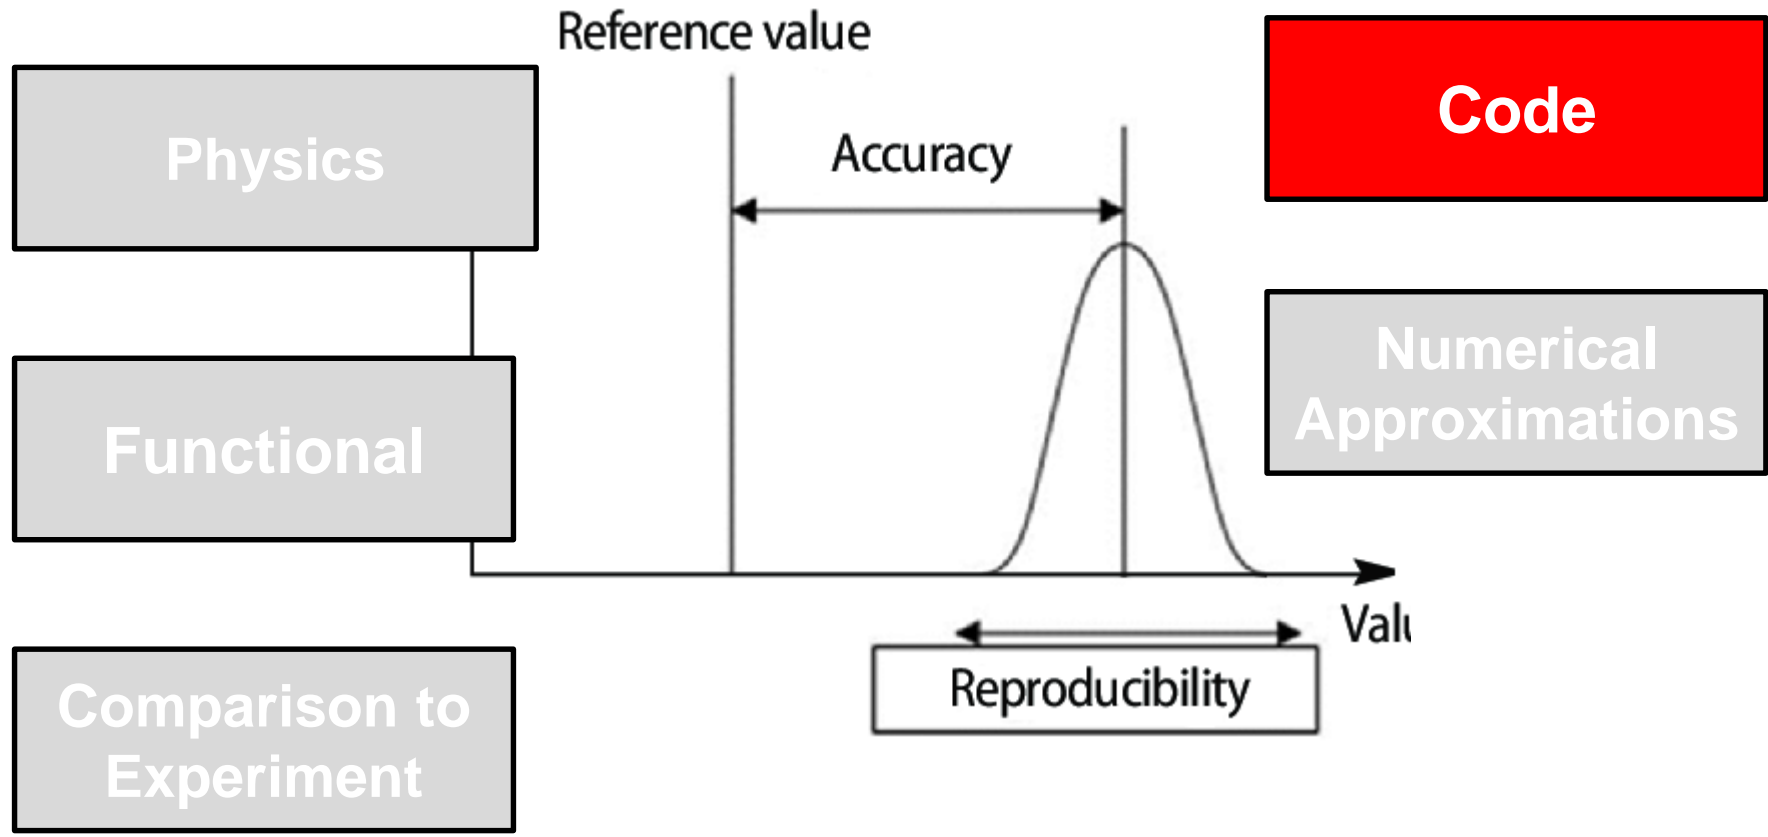 Reference value
Physics
Code
Accuracy
Functional
Numerical
Approximations
Comparison to
Experiment
Reproducibility